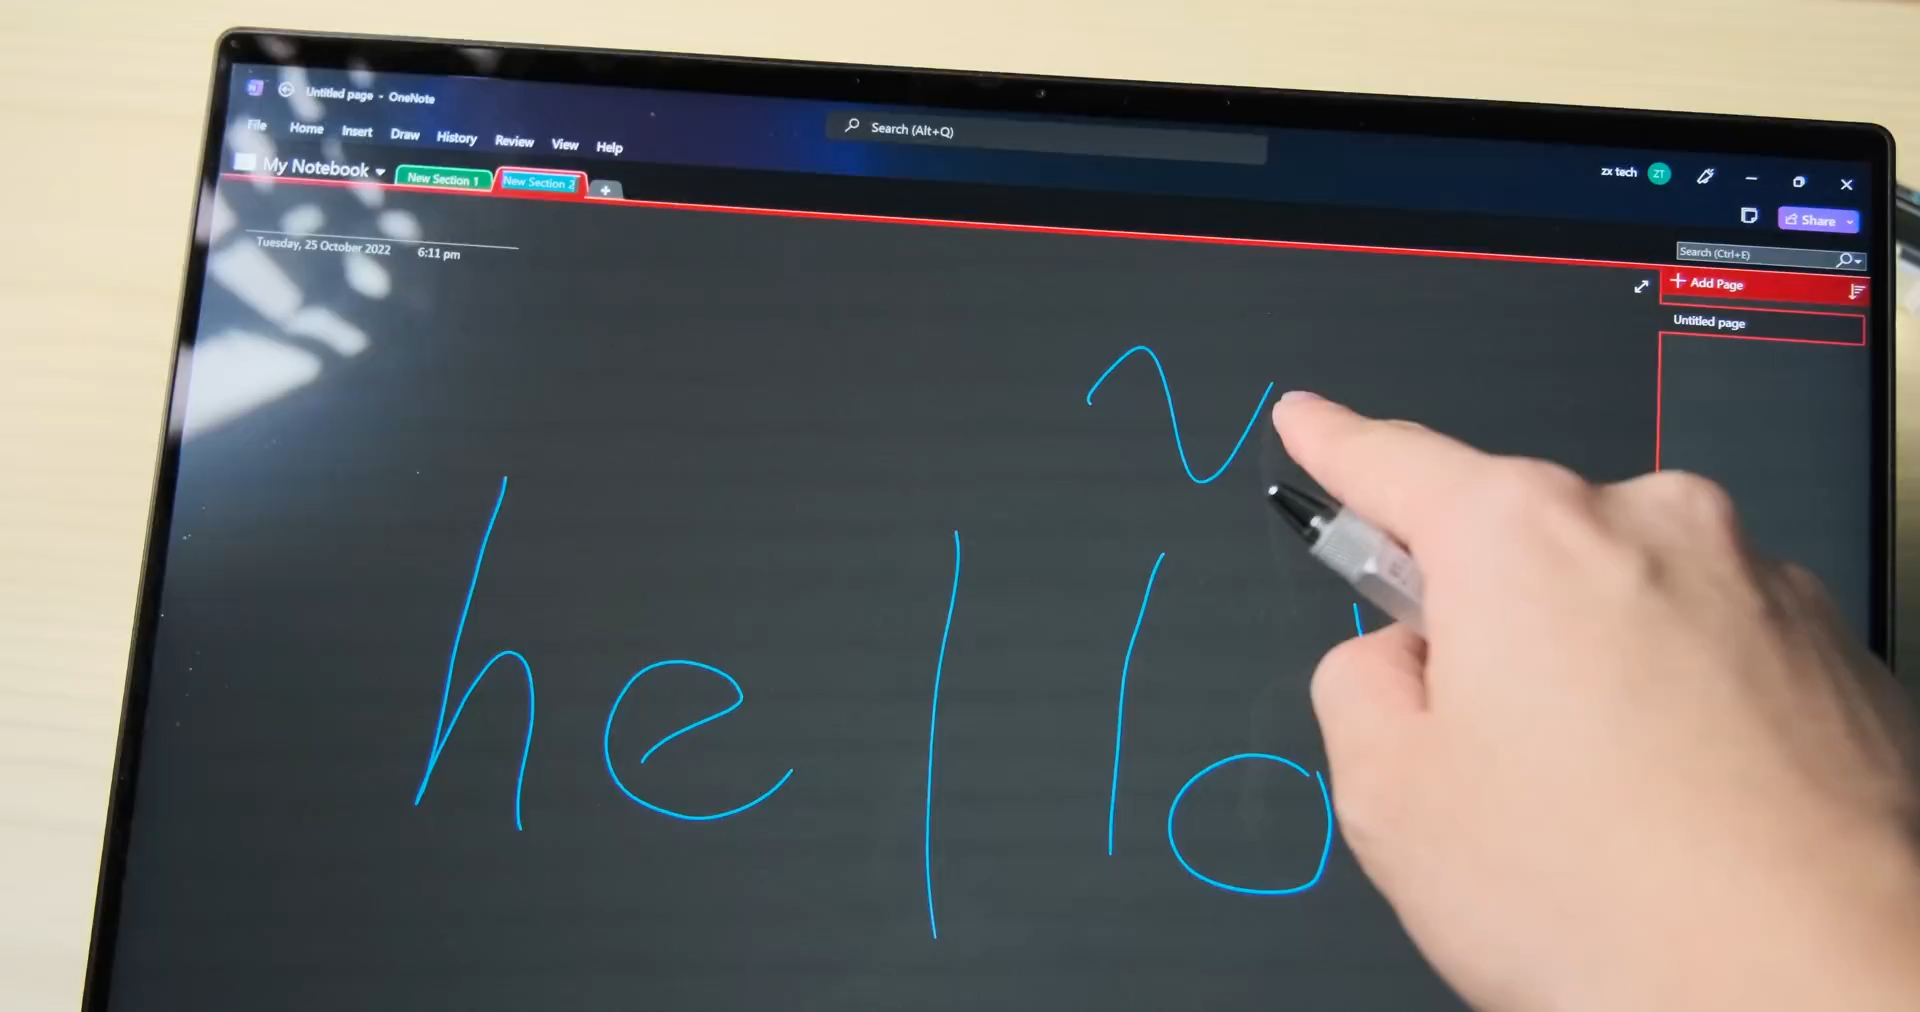 Untitled page - OneNote
Search (Alt+Q)
File Home Insert Draw History Review View Help
zx tech ZT
My Notebook New Section 1 New Section 2 +
Share
Tuesday, 25 October 2022 6:11 pm
Search (Ctrl+E)
+ Add Page
Untitled page
hello